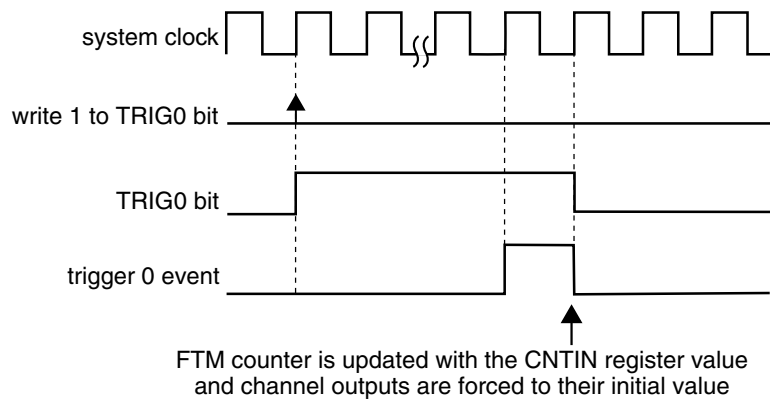 system clock
write 1 to TRIG0 bit
TRIG0 bit
trigger 0 event
FTM counter is updated with the CNTIN register value
and channel outputs are forced to their initial value